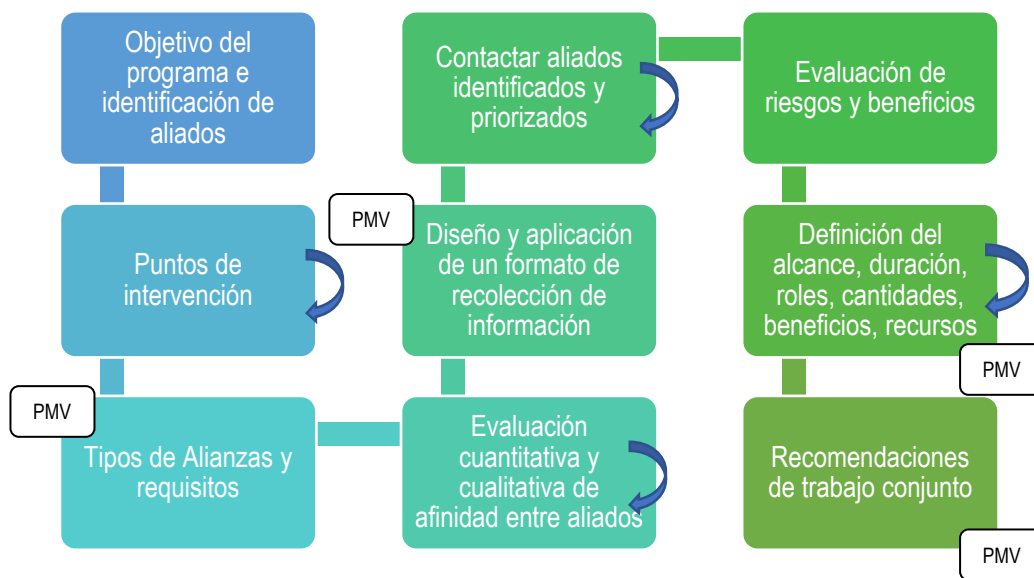 Objetivo del
programa e
identificación de
aliados
Puntos de
intervención
PMV
Tipos de Alianzas y
requisitos
Evaluación
cuantitativa y
cualitativa de
afinidad entre aliados
PMV
Diseño y aplicación
de un formato de
recolección de
información
Contactar aliados
identificados y
priorizados
Evaluación de
riesgos y beneficios
Definición del
alcance, duración,
roles, cantidades,
beneficios, recursos
PMV
Recomendaciones
de trabajo conjunto
PMV